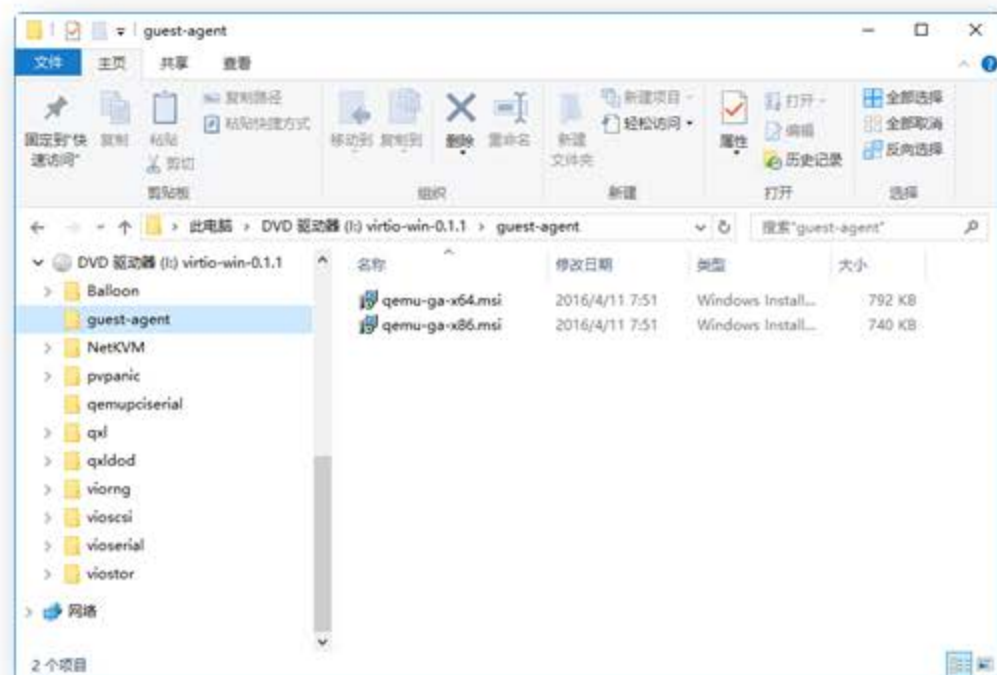 guest-agent
文件 主页 共享 查看
固定到"快速访问"
复制
粘贴
复制路径
粘贴快捷方式
剪切
剪贴板
移动到 复制到 删除 重命名
组织
新建文件夹
新建项目
轻松访问
新建
属性
打开
编辑
历史记录
打开
全部选择
全部取消
反向选择
选择
此电脑 > DVD 驱动器 (I:) virtio-win-0.1.1 > guest-agent
搜索"guest-agent"
DVD 驱动器 (I:) virtio-win-0.1.1
Balloon
guest-agent
NetKVM
pvpanic
qemupciserial
qxl
qxldod
viorng
vioscsi
vioserial
viostor
网络
名称 修改日期 类型 大小
qemu-ga-x64.msi 2016/4/11 7:51 Windows Install... 792 KB
qemu-ga-x86.msi 2016/4/11 7:51 Windows Install... 740 KB
2 个项目